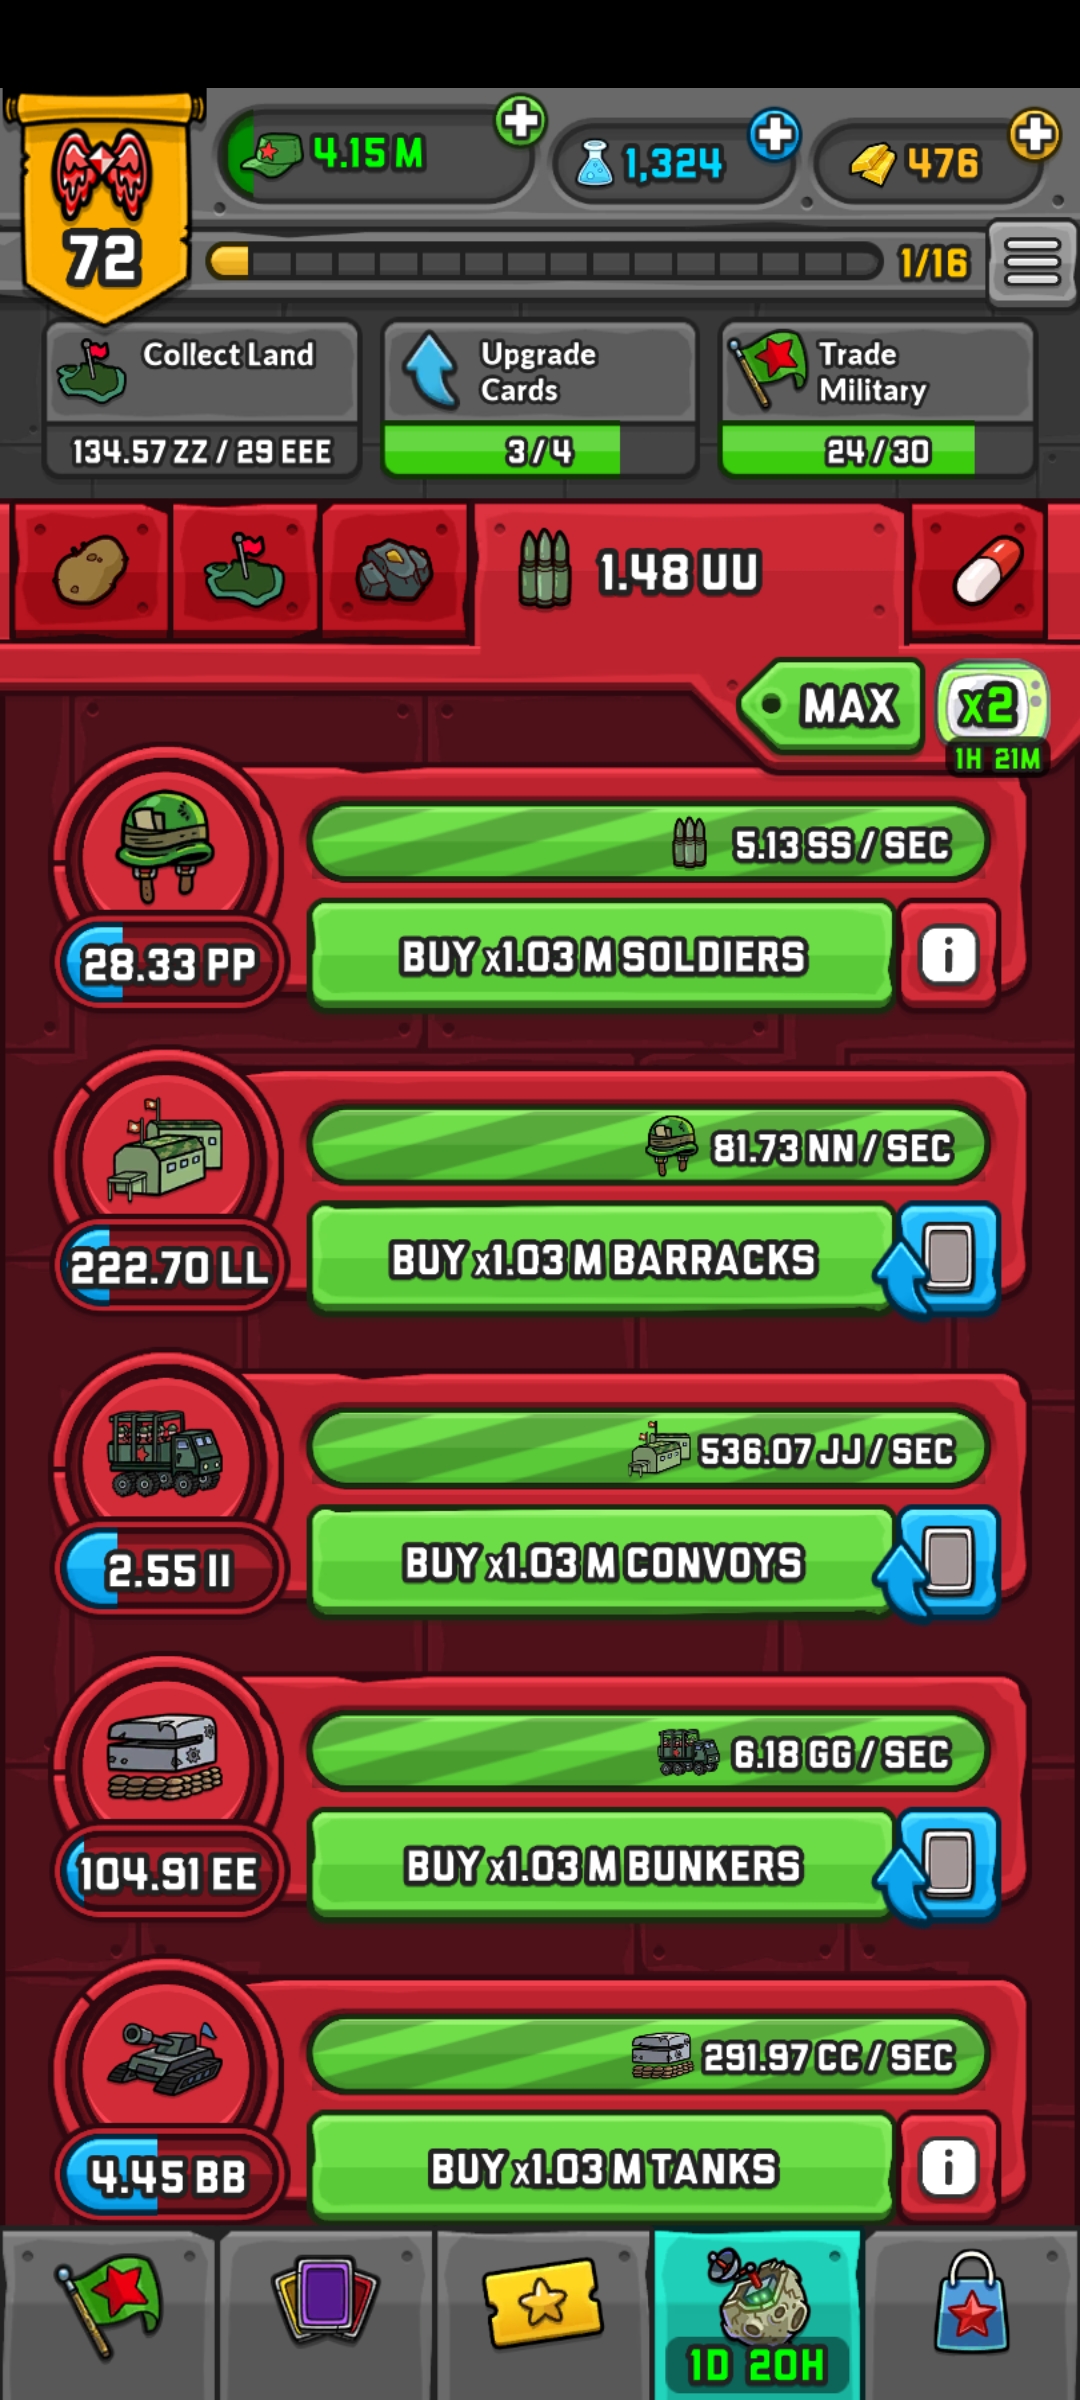 4.15 M
1,324
476
72
1/16
Collect Land
134.57 ZZ / 29 EEE
Upgrade
Cards
3/4
Trade
Military
24/30
1.48 UU
MAX
x2
1H 21M
5.13 SS / SEC
28.33 PP
BUY x1.03 M SOLDIERS
i
81.73 NN / SEC
222.70 LL
BUY x1.03 M BARRACKS
536.07 JJ / SEC
2.55 II
BUY x1.03 M CONVOYS
6.18 GG / SEC
104.91 EE
BUY x1.03 M BUNKERS
291.97 CC / SEC
4.45 BB
BUY x1.03 M TANKS
i
1D 20H